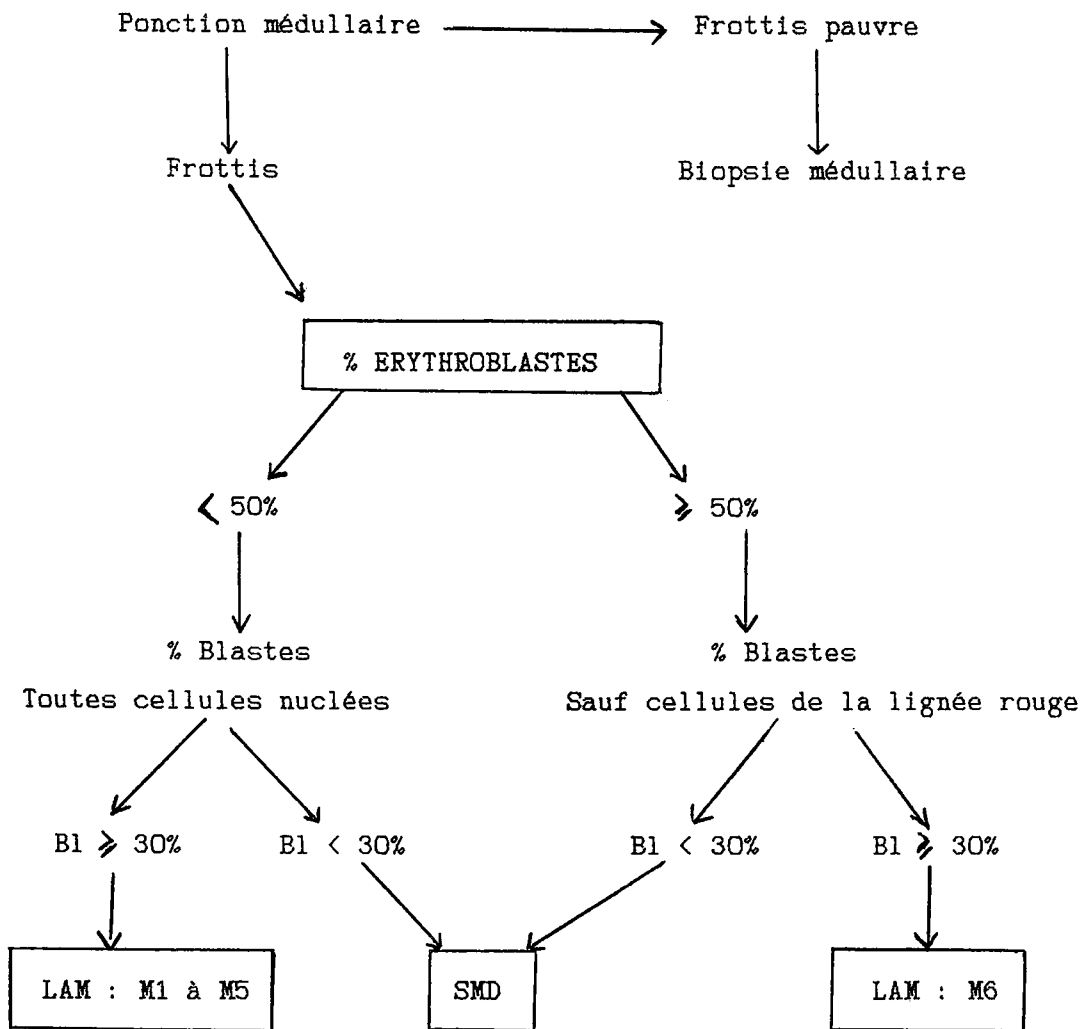 Ponction médullaire
Frottis pauvre
Frottis
Biopsie médullaire
% ERYTHROBLASTES
< 50%
⩾ 50%
% Blastes
% Blastes
Toutes cellules nuclées
Sauf cellules de la lignée rouge
Bl ⩾ 30%
Bl < 30%
Bl < 30%
Bl ⩾ 30%
LAM : M1 à M5
SMD
LAM : M6